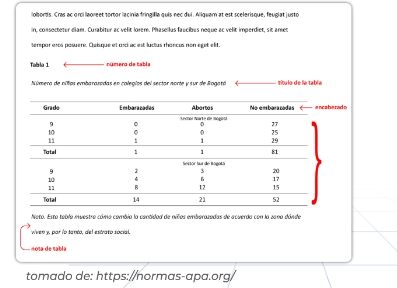 lobortis. Cras ac orci laoreet tortor lacinia fringilla quis nec dui. Aliquam at est scelerisque, feugiat justo
in, consectetur diam. Curabitur ac velit lorem. Phasellus faucibus neque ac velit imperdiet, sit amet
tempor eros posuere. Quisque et orci ac est luctus rhoncus non eget elit.
Tabla 1 número de tabla
Número de niñas embarazadas en colegios del sector norte y sur de Bogotá título de la tabla
Grado Embarazadas Abortos No embarazadas encabezado
Sector Norte de Bogotá
9 0 0 27
10 0 0 25
11 1 1 29
Total 1 1 81
Sector Sur de Bogotá
9 2 3 20
10 4 6 17
11 8 12 15
Total 14 21 52
Nota. Esta tabla muestra cómo cambia la cantidad de niñas embarazadas de acuerdo con la zona dónde
viven y, por lo tanto, del estrato social.
nota de tabla
tomado de: https://normas-apa.org/